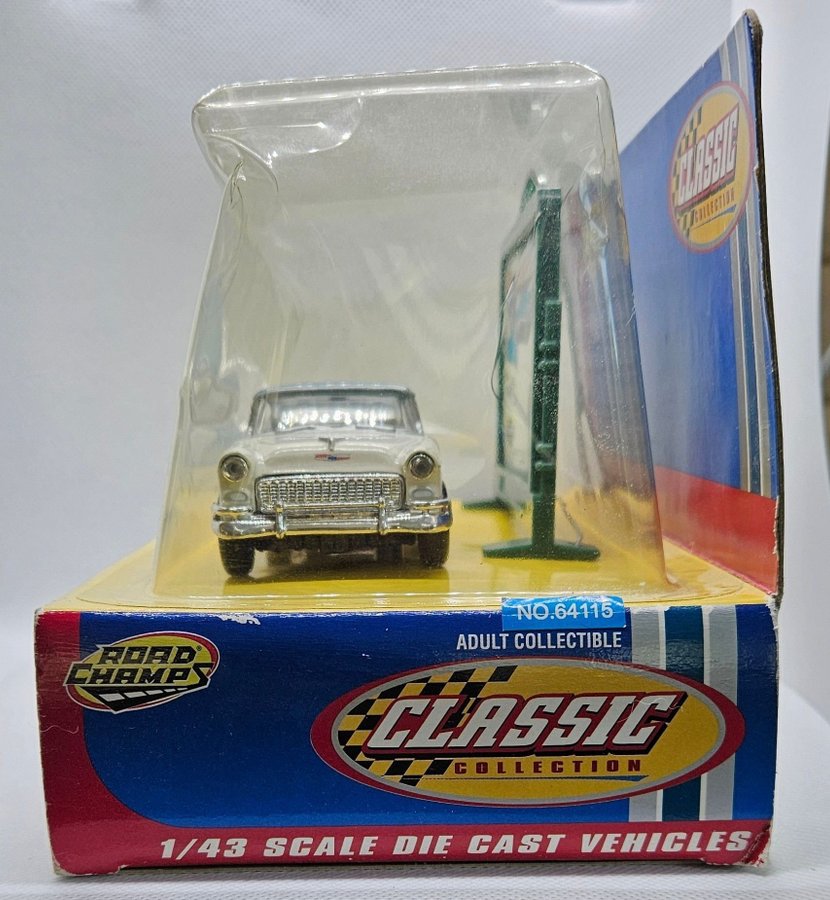 CLASSIC
COLLECTION
NO.64115
ADULT COLLECTIBLE
ROAD
CHAMPS
CLASSIC
COLLECTION
1/43 SCALE DIE CAST VEHICLES